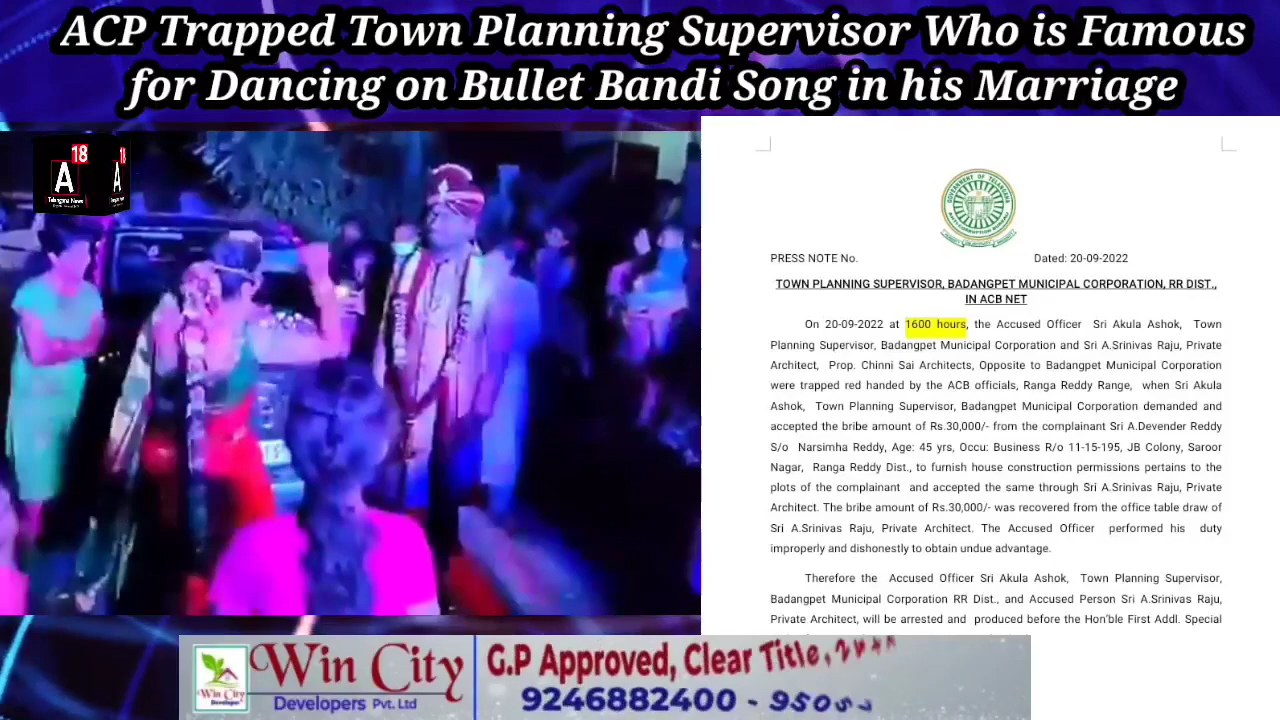 ACP Trapped Town Planning Supervisor Who is Famous
for Dancing on Bullet Bandi Song in his Marriage
18
A
Telangana News
18
A
GOVERNMENT OF TELANGANA
PRESS NOTE No. Dated: 20-09-2022
TOWN PLANNING SUPERVISOR, BADANGPET MUNICIPAL CORPORATION, RR DIST.,
IN ACB NET
On 20-09-2022 at 1600 hours, the Accused Officer Sri Akula Ashok, Town
Planning Supervisor, Badangpet Municipal Corporation and Sri A.Srinivas Raju, Private
Architect, Prop. Chinni Sai Architects, Opposite to Badangpet Municipal Corporation
were trapped red handed by the ACB officials, Ranga Reddy Range, when Sri Akula
Ashok, Town Planning Supervisor, Badangpet Municipal Corporation demanded and
accepted the bribe amount of Rs.30,000/- from the complainant Sri A.Devender Reddy
S/o Narsimha Reddy, Age: 45 yrs, Occu: Business R/o 11-15-195, JB Colony, Saroor
Nagar, Ranga Reddy Dist., to furnish house construction permissions pertains to the
plots of the complainant and accepted the same through Sri A.Srinivas Raju, Private
Architect. The bribe amount of Rs.30,000/- was recovered from the office table draw of
Sri A.Srinivas Raju, Private Architect. The Accused Officer performed his duty
improperly and dishonestly to obtain undue advantage.
Therefore the Accused Officer Sri Akula Ashok, Town Planning Supervisor,
Badangpet Municipal Corporation RR Dist., and Accused Person Sri A.Srinivas Raju,
Private Architect, will be arrested and produced before the Hon'ble First Addl. Special
Win City
Developer
Win City
Developers Pvt. Ltd
G.P Approved, Clear Title,
9246882400 - 9505